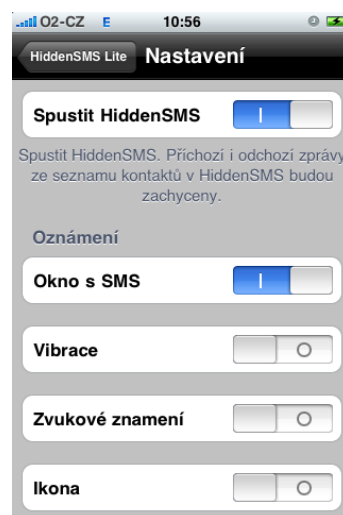 O2-CZ E 10:56
HiddenSMS Lite Nastavení
Spustit HiddenSMS
Spustit HiddenSMS. Příchozí i odchozí zprávy
ze seznamu kontaktů v HiddenSMS budou
zachyceny.
Oznámení
Okno s SMS
Vibrace
Zvukové znamení
Ikona